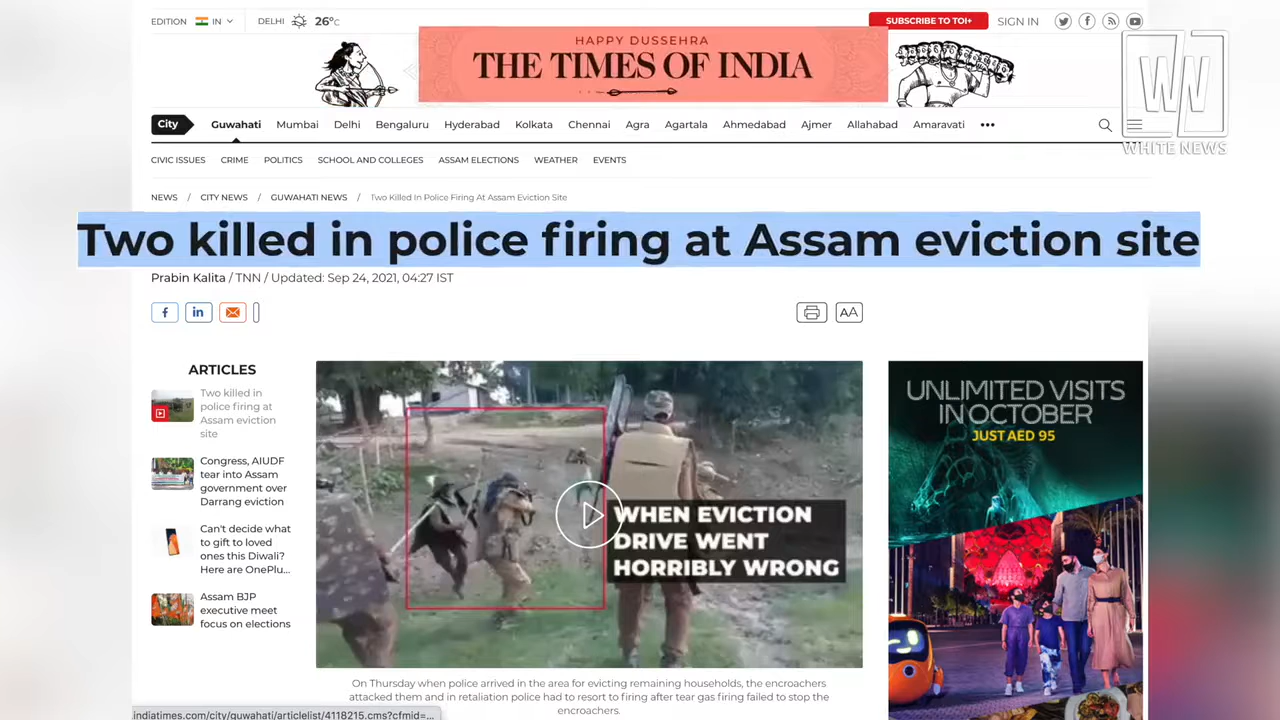 EDITION IN
DELHI 26°C
SUBSCRIBE TO TOI+ SIGN IN
HAPPY DUSSEHRA
THE TIMES OF INDIA
WN
WHITE NEWS
City Guwahati Mumbai Delhi Bengaluru Hyderabad Kolkata Chennai Agra Agartala Ahmedabad Ajmer Allahabad Amaravati •••
CIVIC ISSUES CRIME POLITICS SCHOOL AND COLLEGES ASSAM ELECTIONS WEATHER EVENTS
NEWS / CITY NEWS / GUWAHATI NEWS / Two Killed In Police Firing At Assam Eviction Site
Two killed in police firing at Assam eviction site
Prabin Kalita / TNN / Updated: Sep 24, 2021, 04:27 IST
f in AA
ARTICLES
Two killed in
police firing at
Assam eviction
site
Congress, AIUDF
tear into Assam
government over
Darrang eviction
Can't decide what
to gift to loved
ones this Diwali?
Here are OnePlu...
Assam BJP
executive meet
focus on elections
WHEN EVICTION
DRIVE WENT
HORRIBLY WRONG
On Thursday when police arrived in the area for evicting remaining households, the encroachers
attacked them and in retaliation police had to resort to firing after tear gas firing failed to stop the
encroachers.
UNLIMITED VISITS
IN OCTOBER
JUST AED 95
.indiatimes.com/city/guwahati/articlelist/4118215.cms?cfmid=...